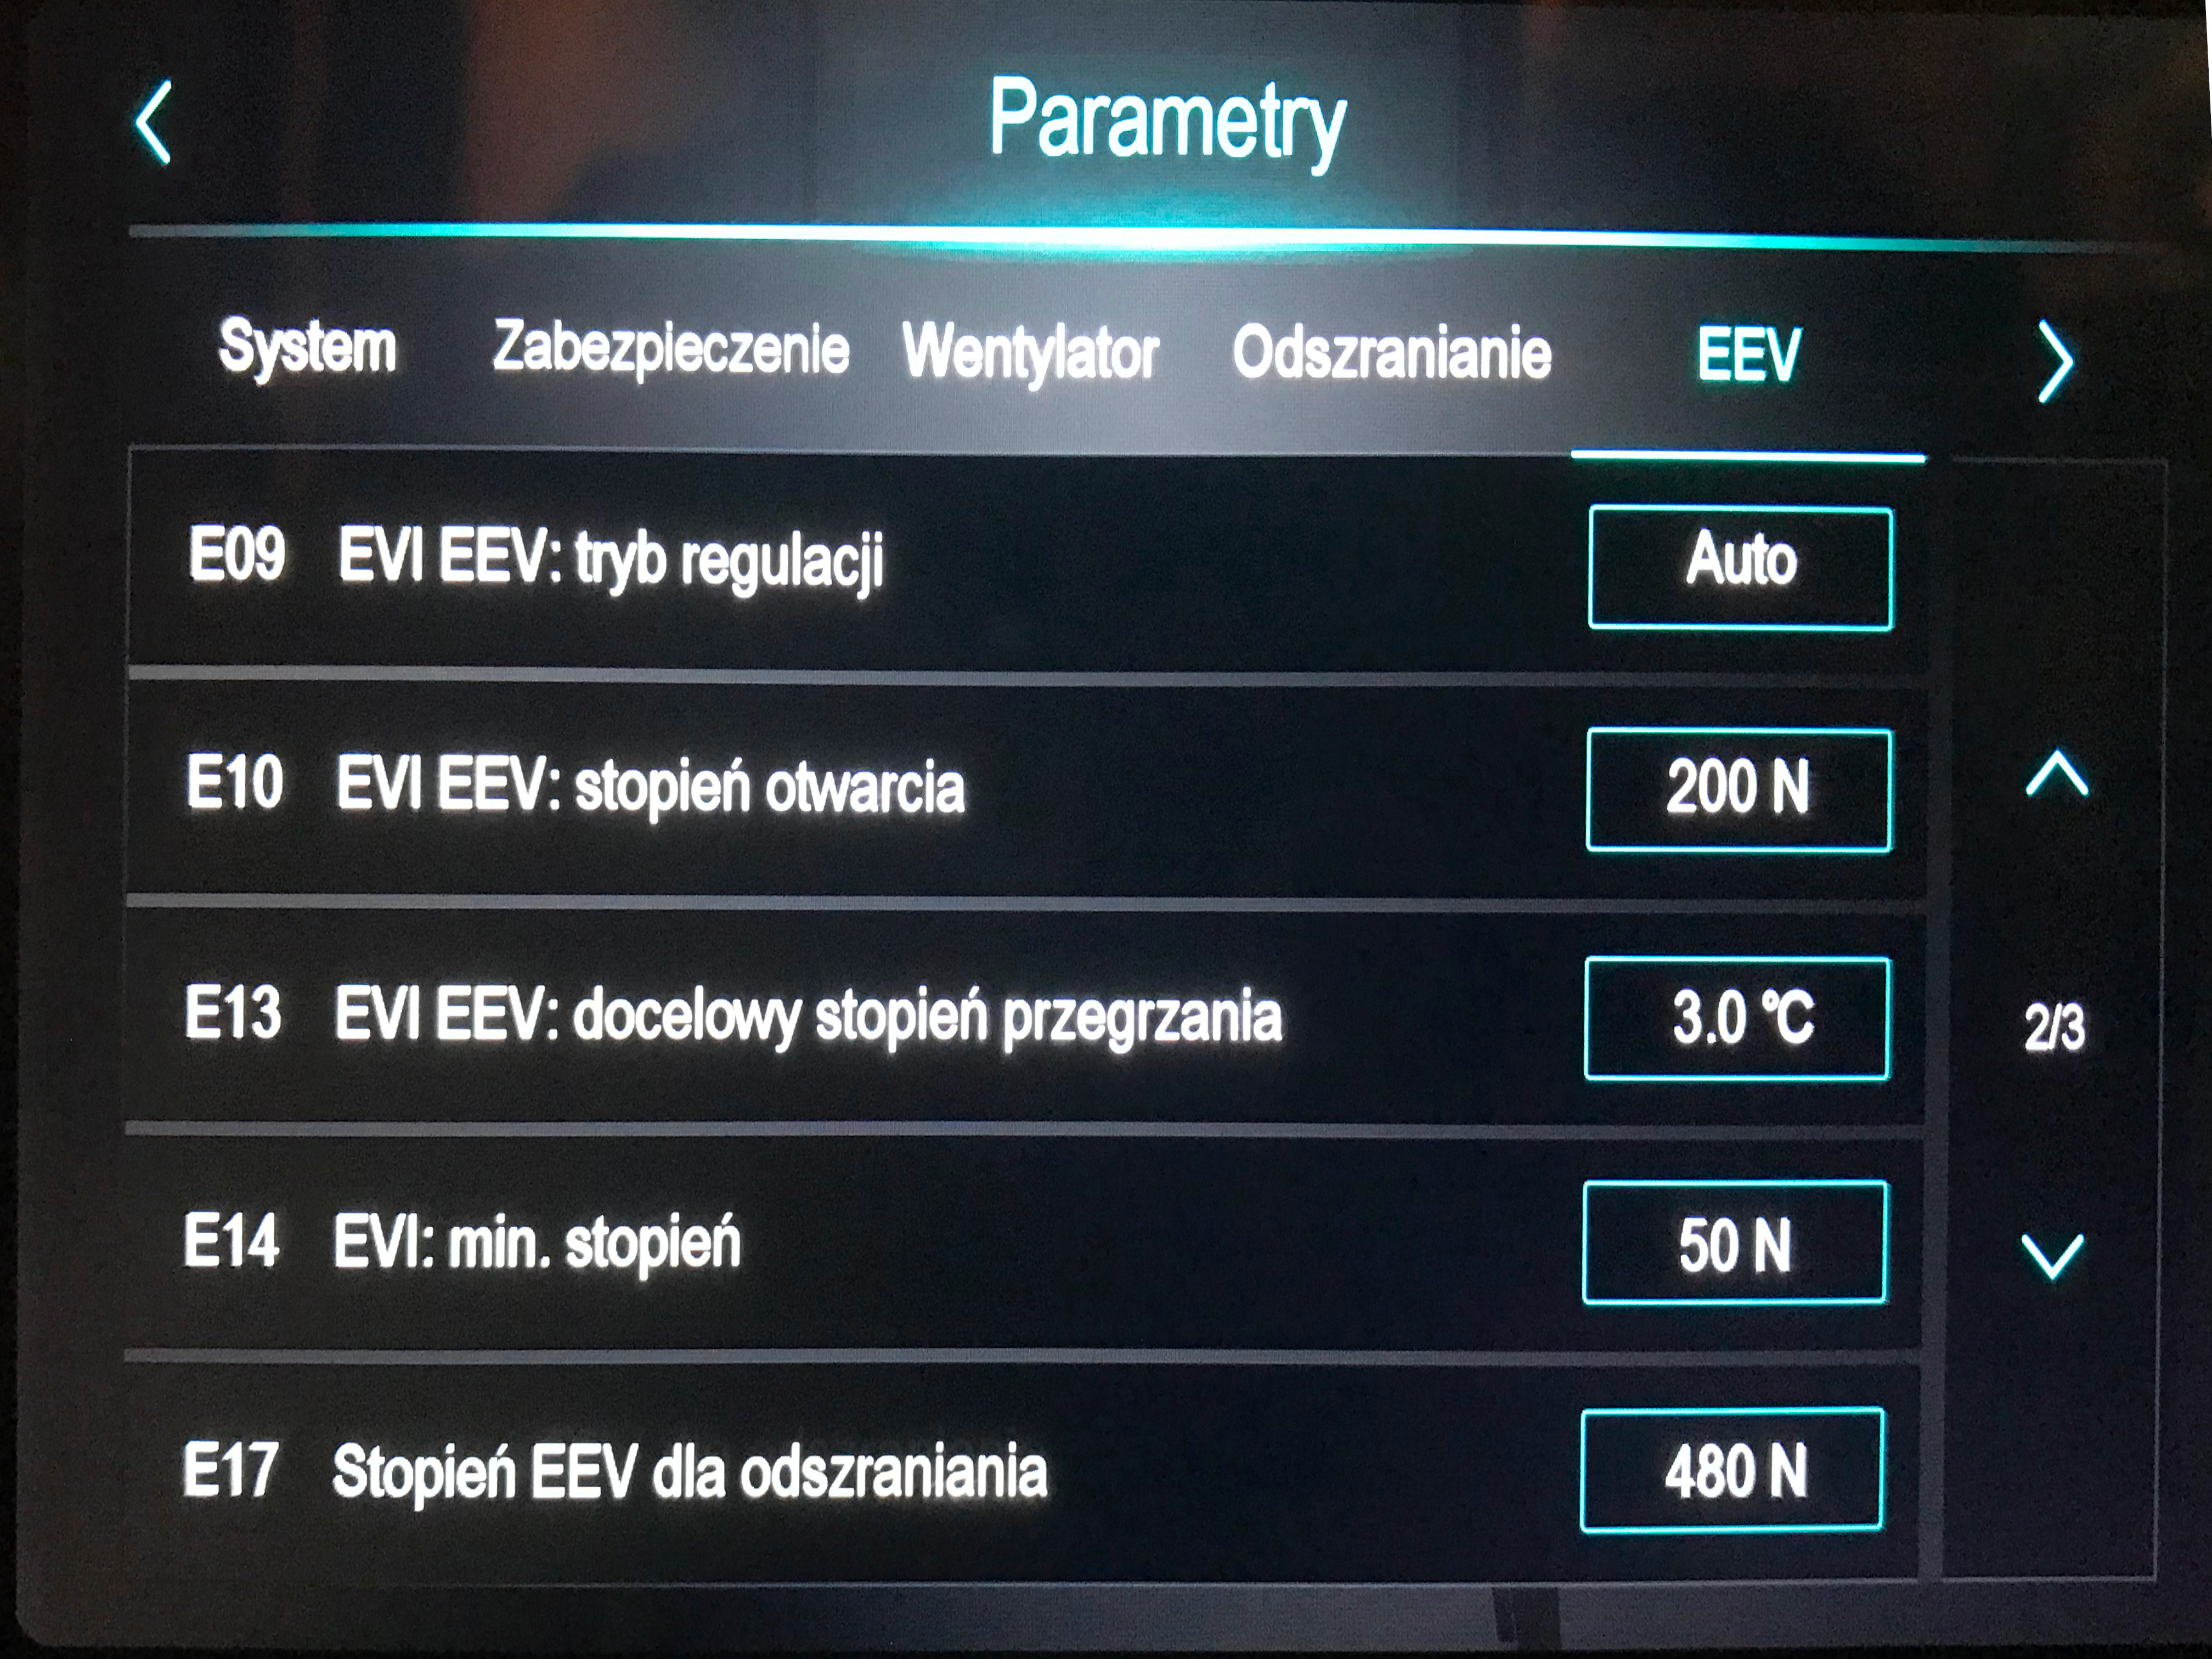 Parametry
System Zabezpieczenie Wentylator Odszranianie EEV
E09 EVI EEV: tryb regulacji Auto
E10 EVI EEV: stopień otwarcia 200 N
E13 EVI EEV: docelowy stopień przegrzania 3.0 ℃
2/3
E14 EVI: min. stopień 50 N
E17 Stopień EEV dla odszraniania 480 N